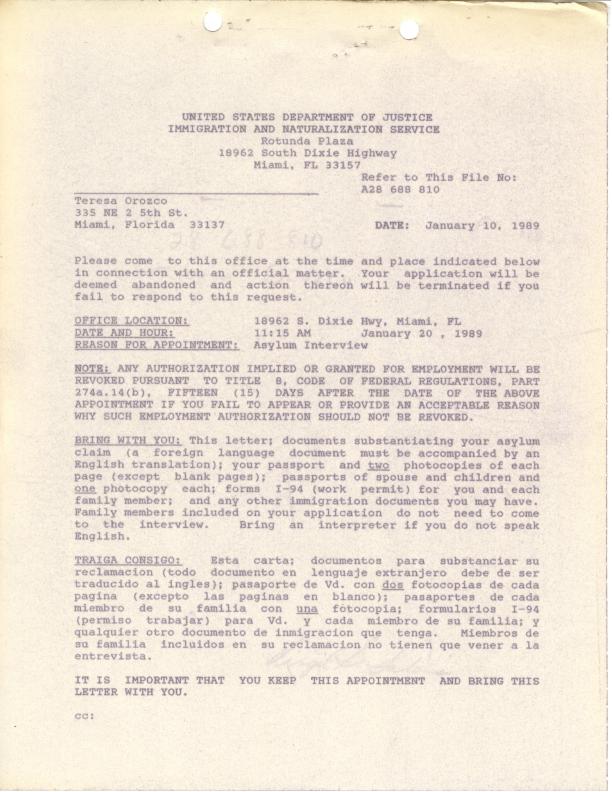 UNITED STATES DEPARTMENT OF JUSTICE
IMMIGRATION AND NATURALIZATION SERVICE
Rotunda Plaza
18962 South Dixie Highway
Miami, FL 33157
Refer to This File No:
A28 688 810
Teresa Orozco
335 NE 2 5th St.
Miami, Florida 33137 DATE: January 10, 1989
28 688 810
Please come to this office at the time and place indicated below
in connection with an official matter. Your application will be
deemed abandoned and action thereon will be terminated if you
fail to respond to this request.
OFFICE LOCATION: 18962 S. Dixie Hwy, Miami, FL
DATE AND HOUR: 11:15 AM January 20 , 1989
REASON FOR APPOINTMENT: Asylum Interview
NOTE: ANY AUTHORIZATION IMPLIED OR GRANTED FOR EMPLOYMENT WILL BE
REVOKED PURSUANT TO TITLE 8, CODE OF FEDERAL REGULATIONS, PART
274a.14(b), FIFTEEN (15) DAYS AFTER THE DATE OF THE ABOVE
APPOINTMENT IF YOU FAIL TO APPEAR OR PROVIDE AN ACCEPTABLE REASON
WHY SUCH EMPLOYMENT AUTHORIZATION SHOULD NOT BE REVOKED.
BRING WITH YOU: This letter; documents substantiating your asylum
claim (a foreign language document must be accompanied by an
English translation); your passport and two photocopies of each
page (except blank pages); passports of spouse and children and
one photocopy each; forms I-94 (work permit) for you and each
family member; and any other immigration documents you may have.
Family members included on your application do not need to come
to the interview. Bring an interpreter if you do not speak
English.
TRAIGA CONSIGO: Esta carta; documentos para substanciar su
reclamacion (todo documento en lenguaje extranjero debe de ser
traducido al ingles); pasaporte de Vd. con dos fotocopias de cada
pagina (excepto las paginas en blanco); pasaportes de cada
miembro de su familia con una fotocopia; formularios I-94
(permiso trabajar) para Vd. y cada miembro de su familia; y
qualquier otro documento de inmigracion que tenga. Miembros de
su familia incluidos en su reclamacion no tienen que vener a la
entrevista.
IT IS IMPORTANT THAT YOU KEEP THIS APPOINTMENT AND BRING THIS
LETTER WITH YOU.
cc: